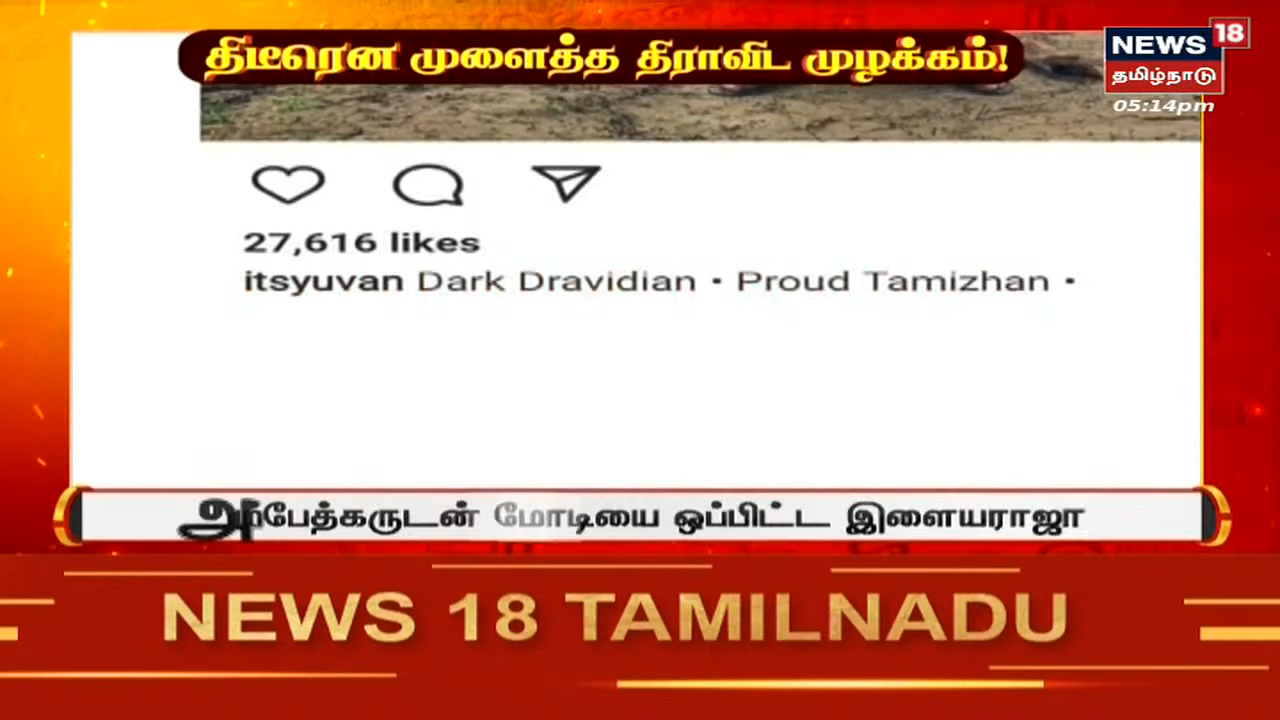 திடீரென முளைத்த திராவிட முழக்கம்!
NEWS 18
தமிழ்நாடு
05:14pm
27,616 likes
itsyuvan Dark Dravidian • Proud Tamizhan •
அம்பேத்கருடன் மோடியை ஒப்பிட்ட இளையராஜா
NEWS 18 TAMILNADU